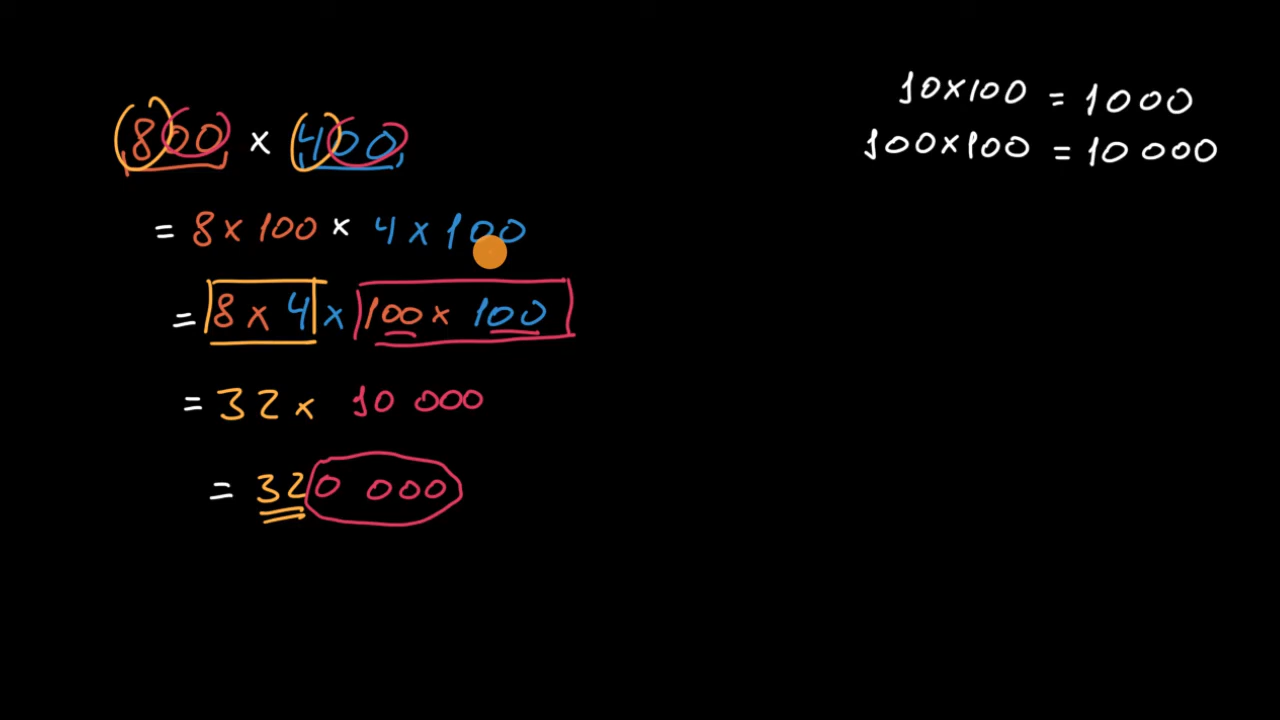 800 × 400
= 8 × 100 × 4 × 100
= 8 × 4 × 100 × 100
= 32 × 10 000
= 320 000
10 × 100 = 1000
100 × 100 = 10 000